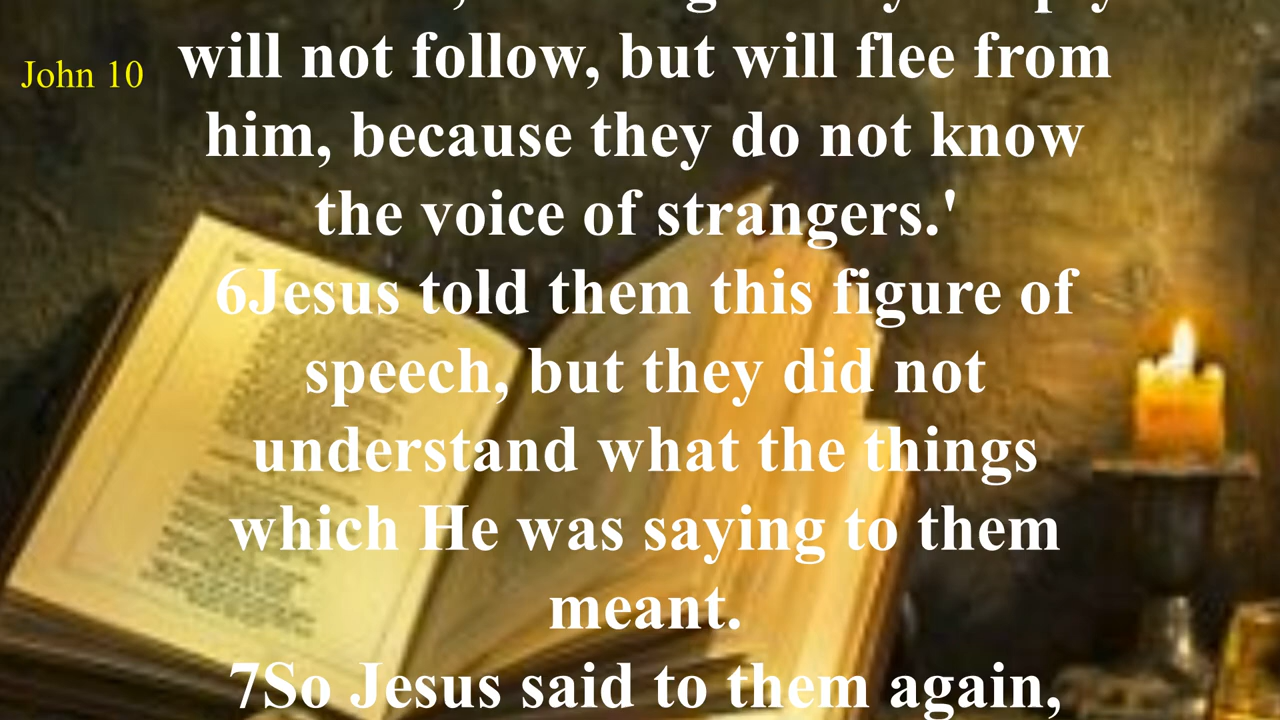 John 10
will not follow, but will flee from
him, because they do not know
the voice of strangers.'
6Jesus told them this figure of
speech, but they did not
understand what the things
which He was saying to them
meant.
7So Jesus said to them again,